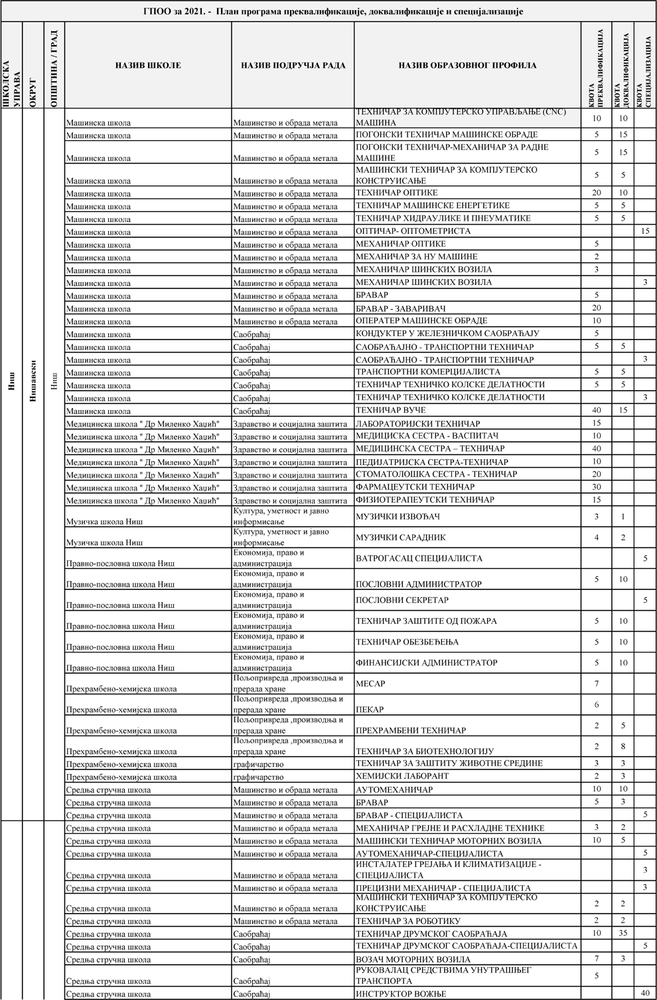 ГПОО за 2021. - План програма преквалификације, доквалификације и специјализације
ШКОЛСКА УПРАВА ОКРУГ ОПШТИНА / ГРАД НАЗИВ ШКОЛЕ НАЗИВ ПОДРУЧЈА РАДА НАЗИВ ОБРАЗОВНОГ ПРОФИЛА КВОТА ПРЕКВАЛИФИКАЦИЈА КВОТА ДОКВАЛИФИКАЦИЈА КВОТА СПЕЦИЈАЛИЗАЦИЈА
Ниш Нишавски Ниш
Машинска школа Машинство и обрада метала ТЕХНИЧАР ЗА КОМПЈУТЕРСКО УПРАВЉАЊЕ (CNC) МАШИНА 10 10
Машинска школа Машинство и обрада метала ПОГОНСКИ ТЕХНИЧАР МАШИНСКЕ ОБРАДЕ 5 15
Машинска школа Машинство и обрада метала ПОГОНСКИ ТЕХНИЧАР-МЕХАНИЧАР ЗА РАДНЕ МАШИНЕ 5 15
Машинска школа Машинство и обрада метала МАШИНСКИ ТЕХНИЧАР ЗА КОМПЈУТЕРСКО КОНСТРУИСАЊЕ 5 5
Машинска школа Машинство и обрада метала ТЕХНИЧАР ОПТИКЕ 20 10
Машинска школа Машинство и обрада метала ТЕХНИЧАР МАШИНСКЕ ЕНЕРГЕТИКЕ 5 5
Машинска школа Машинство и обрада метала ТЕХНИЧАР ХИДРАУЛИКЕ И ПНЕУМАТИКЕ 5 5
Машинска школа Машинство и обрада метала ОПТИЧАР- ОПТОМЕТРИСТА 15
Машинска школа Машинство и обрада метала МЕХАНИЧАР ОПТИКЕ 5
Машинска школа Машинство и обрада метала МЕХАНИЧАР ЗА НУ МАШИНЕ 2
Машинска школа Машинство и обрада метала МЕХАНИЧАР ШИНСКИХ ВОЗИЛА 3
Машинска школа Машинство и обрада метала МЕХАНИЧАР ШИНСКИХ ВОЗИЛА 3
Машинска школа Машинство и обрада метала БРАВАР 5
Машинска школа Машинство и обрада метала БРАВАР - ЗАВАРИВАЧ 20
Машинска школа Машинство и обрада метала ОПЕРАТЕР МАШИНСКЕ ОБРАДЕ 10
Машинска школа Саобраћај КОНДУКТЕР У ЖЕЛЕЗНИЧКОМ САОБРАЋАЈУ 5
Машинска школа Саобраћај САОБРАЋАЈНО - ТРАНСПОРТНИ ТЕХНИЧАР 5 5
Машинска школа Саобраћај САОБРАЋАЈНО - ТРАНСПОРТНИ ТЕХНИЧАР 3
Машинска школа Саобраћај ТРАНСПОРТНИ КОМЕРЦИЈАЛИСТА 5 5
Машинска школа Саобраћај ТЕХНИЧАР ТЕХНИЧКО КОЛСКЕ ДЕЛАТНОСТИ 5 5
Машинска школа Саобраћај ТЕХНИЧАР ТЕХНИЧКО КОЛСКЕ ДЕЛАТНОСТИ 3
Машинска школа Саобраћај ТЕХНИЧАР ВУЧЕ 40 15
Медицинска школа " Др Миленко Хаџић" Здравство и социјална заштита ЛАБОРАТОРИЈСКИ ТЕХНИЧАР 15
Медицинска школа " Др Миленко Хаџић" Здравство и социјална заштита МЕДИЦИСКА СЕСТРА - ВАСПИТАЧ 10
Медицинска школа " Др Миленко Хаџић" Здравство и социјална заштита МЕДИЦИНСКА СЕСТРА – ТЕХНИЧАР 40
Медицинска школа " Др Миленко Хаџић" Здравство и социјална заштита ПЕДИЈАТРИЈСКА СЕСТРА-ТЕХНИЧАР 10
Медицинска школа " Др Миленко Хаџић" Здравство и социјална заштита СТОМАТОЛОШКА СЕСТРА - ТЕХНИЧАР 20
Медицинска школа " Др Миленко Хаџић" Здравство и социјална заштита ФАРМАЦЕУТСКИ ТЕХНИЧАР 30
Медицинска школа " Др Миленко Хаџић" Здравство и социјална заштита ФИЗИОТЕРАПЕУТСКИ ТЕХНИЧАР 15
Музичка школа Ниш Култура, уметност и јавно информисање МУЗИЧКИ ИЗВОЂАЧ 3 1
Музичка школа Ниш Култура, уметност и јавно информисање МУЗИЧКИ САРАДНИК 4 2
Правно-пословна школа Ниш Економија, право и администрација ВАТРОГАСАЦ СПЕЦИЈАЛИСТА 5
Правно-пословна школа Ниш Економија, право и администрација ПОСЛОВНИ АДМИНИСТРАТОР 5 10
Правно-пословна школа Ниш Економија, право и администрација ПОСЛОВНИ СЕКРЕТАР 5
Правно-пословна школа Ниш Економија, право и администрација ТЕХНИЧАР ЗАШТИТЕ ОД ПОЖАРА 5 10
Правно-пословна школа Ниш Економија, право и администрација ТЕХНИЧАР ОБЕЗБЕЂЕЊА 5 10
Правно-пословна школа Ниш Економија, право и администрација ФИНАНСИЈСКИ АДМИНИСТРАТОР 5 10
Прехрамбено-хемијска школа Пољопривреда ,производња и прерада хране МЕСАР 7
Прехрамбено-хемијска школа Пољопривреда ,производња и прерада хране ПЕКАР 6
Прехрамбено-хемијска школа Пољопривреда ,производња и прерада хране ПРЕХРАМБЕНИ ТЕХНИЧАР 2 5
Прехрамбено-хемијска школа Пољопривреда ,производња и прерада хране ТЕХНИЧАР ЗА БИОТЕХНОЛОГИЈУ 2 8
Прехрамбено-хемијска школа графичарство ТЕХНИЧАР ЗА ЗАШТИТУ ЖИВОТНЕ СРЕДИНЕ 3 3
Прехрамбено-хемијска школа графичарство ХЕМИЈСКИ ЛАБОРАНТ 2 3
Средња стручна школа Машинство и обрада метала АУТОМЕХАНИЧАР 10 10
Средња стручна школа Машинство и обрада метала БРАВАР 5 3
Средња стручна школа Машинство и обрада метала БРАВАР - СПЕЦИЈАЛИСТА 5
Средња стручна школа Машинство и обрада метала МЕХАНИЧАР ГРЕЈНЕ И РАСХЛАДНЕ ТЕХНИКЕ 3 2
Средња стручна школа Машинство и обрада метала МАШИНСКИ ТЕХНИЧАР МОТОРНИХ ВОЗИЛА 10 5
Средња стручна школа Машинство и обрада метала АУТОМЕХАНИЧАР-СПЕЦИЈАЛИСТА 5
Средња стручна школа Машинство и обрада метала ИНСТАЛАТЕР ГРЕЈАЊА И КЛИМАТИЗАЦИЈЕ - СПЕЦИЈАЛИСТА 3
Средња стручна школа Машинство и обрада метала ПРЕЦИЗНИ МЕХАНИЧАР - СПЕЦИЈАЛИСТА 3
Средња стручна школа Машинство и обрада метала МАШИНСКИ ТЕХНИЧАР ЗА КОМПЈУТЕРСКО КОНСТРУИСАЊЕ 2 2
Средња стручна школа Машинство и обрада метала ТЕХНИЧАР ЗА РОБОТИКУ 2 2
Средња стручна школа Саобраћај ТЕХНИЧАР ДРУМСКОГ САОБРАЋАЈА 10 35
Средња стручна школа Саобраћај ТЕХНИЧАР ДРУМСКОГ САОБРАЋАЈА-СПЕЦИЈАЛИСТА 5
Средња стручна школа Саобраћај ВОЗАЧ МОТОРНИХ ВОЗИЛА 7 3
Средња стручна школа Саобраћај РУКОВАЛАЦ СРЕДСТВИМА УНУТРАШЊЕГ ТРАНСПОРТА 5
Средња стручна школа Саобраћај ИНСТРУКТОР ВОЖЊЕ 40